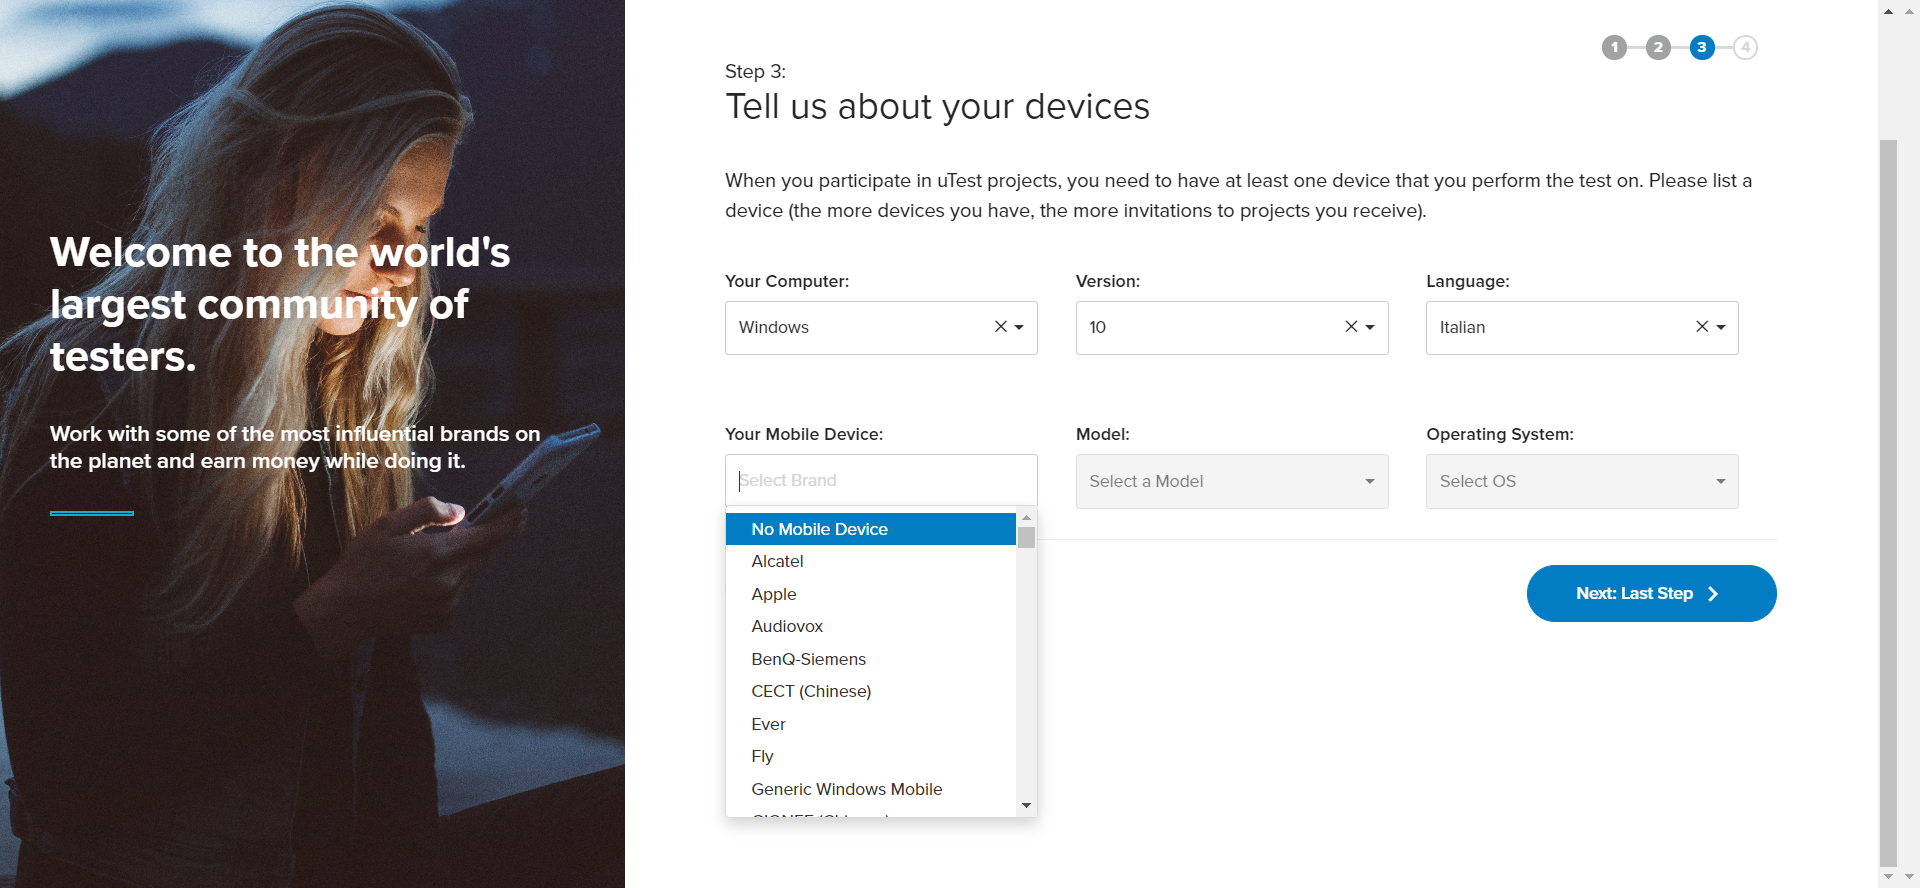 Welcome to the world's
largest community of
testers.
Work with some of the most influential brands on
the planet and earn money while doing it.
1 2 3 4
Step 3:
Tell us about your devices
When you participate in uTest projects, you need to have at least one device that you perform the test on. Please list a
device (the more devices you have, the more invitations to projects you receive).
Your Computer: Version: Language:
Windows 10 Italian
Your Mobile Device: Model: Operating System:
Select Brand Select a Model Select OS
No Mobile Device
Alcatel
Apple
Audiovox
BenQ-Siemens
CECT (Chinese)
Ever
Fly
Generic Windows Mobile
Next: Last Step